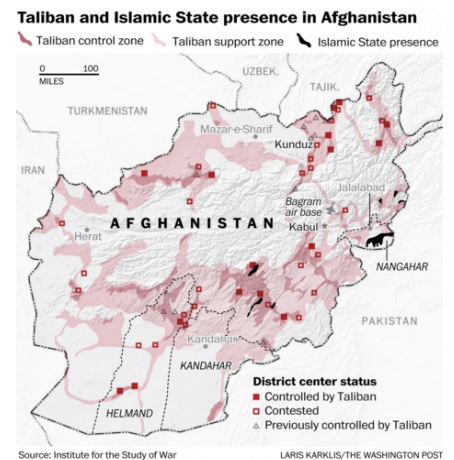 Taliban and Islamic State presence in Afghanistan
Taliban control zone
Taliban support zone
Islamic State presence
0 100
MILES
UZBEK.
TAJIK.
TURKMENISTAN
Mazar-e-Sharif
Kunduz
IRAN
Jalalabad
Bagram
air base
AFGHANISTAN
Kabul
Herat
NANGAHAR
PAKISTAN
Kandahar
KANDAHAR
HELMAND
District center status
Controlled by Taliban
Contested
Previously controlled by Taliban
Source: Institute for the Study of War
LARIS KARKLIS/THE WASHINGTON POST